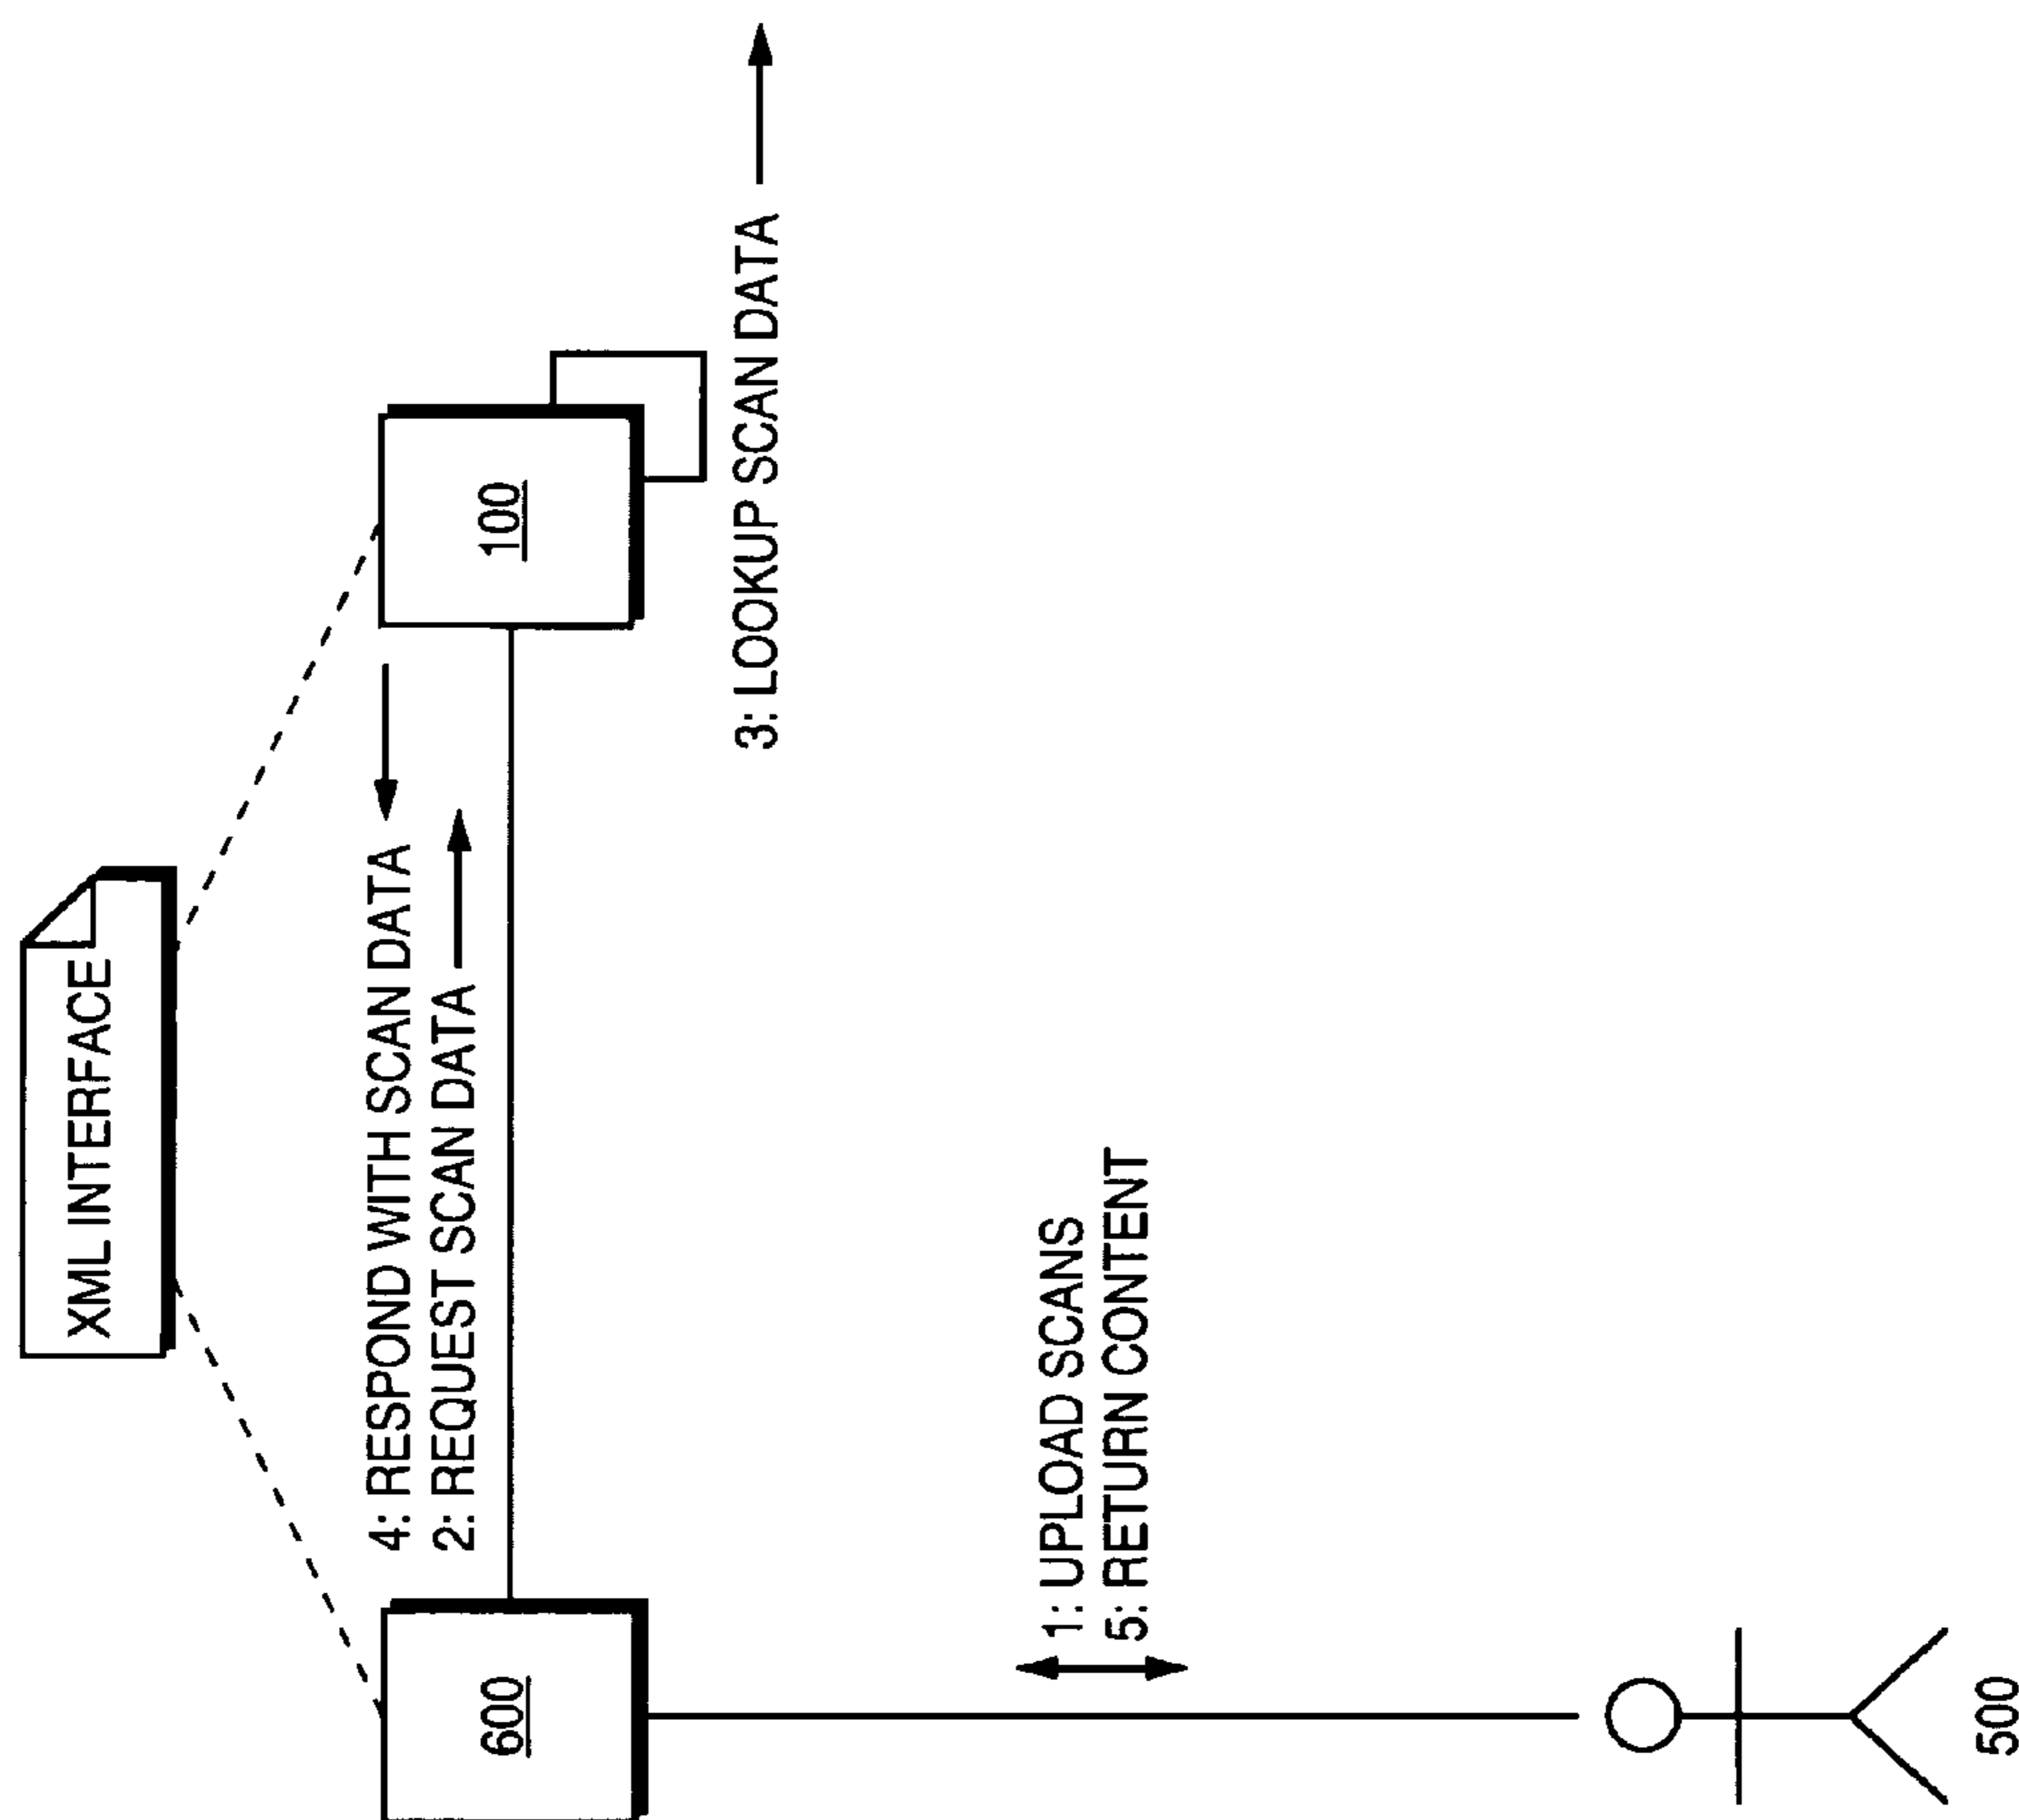 XML INTERFACE
4: RESPOND WITH SCAN DATA
2: REQUEST SCAN DATA
600
100
3: LOOKUP SCAN DATA
1: UPLOAD SCANS
5: RETURN CONTENT
500